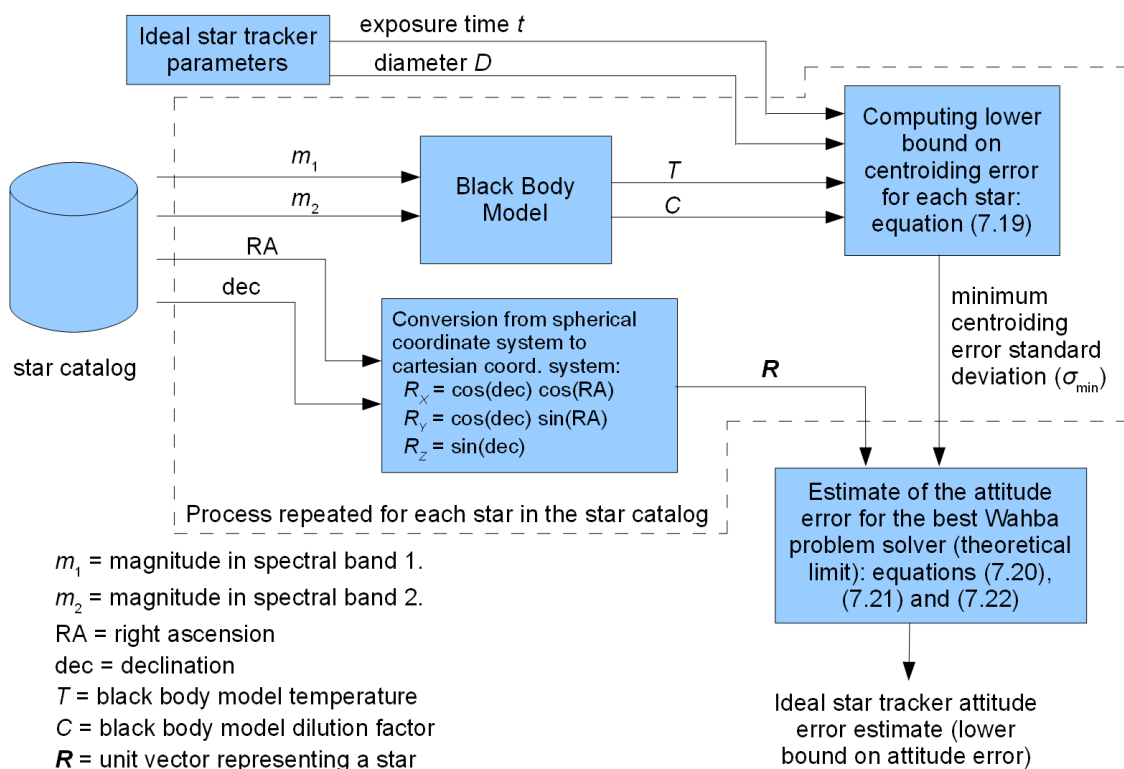 Ideal star tracker
parameters
exposure time t
diameter D
Computing lower
bound on
centroiding error
for each star:
equation (7.19)
m1
m2
Black Body
Model
T
C
RA
dec
star catalog
Conversion from spherical
coordinate system to
cartesian coord. system:
RX = cos(dec) cos(RA)
RY = cos(dec) sin(RA)
RZ = sin(dec)
R
minimum
centroiding
error standard
deviation (σmin)
Process repeated for each star in the star catalog
Estimate of the attitude
error for the best Wahba
problem solver (theoretical
limit): equations (7.20),
(7.21) and (7.22)
m1 = magnitude in spectral band 1.
m2 = magnitude in spectral band 2.
RA = right ascension
dec = declination
T = black body model temperature
C = black body model dilution factor
R = unit vector representing a star
Ideal star tracker attitude
error estimate (lower
bound on attitude error)